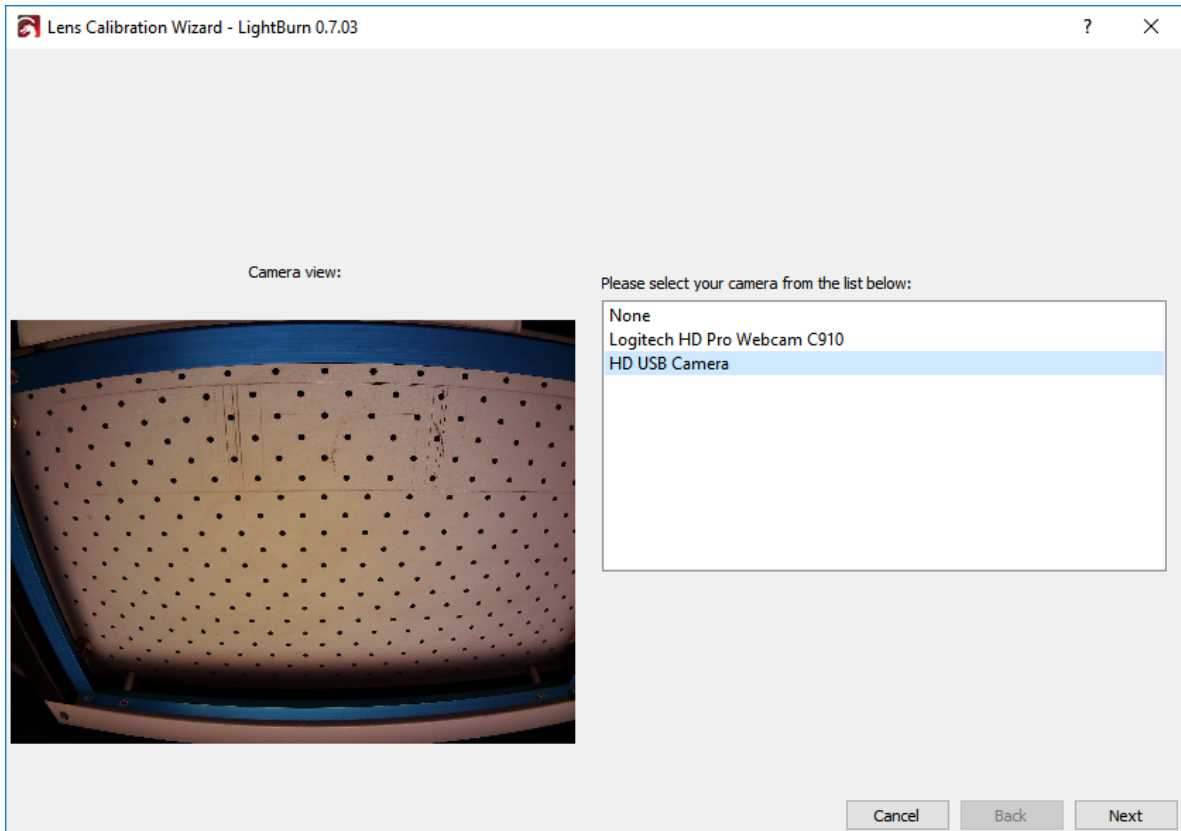 Lens Calibration Wizard - LightBurn 0.7.03
?
Camera view:
Please select your camera from the list below:
None
Logitech HD Pro Webcam C910
HD USB Camera
Cancel
Back
Next